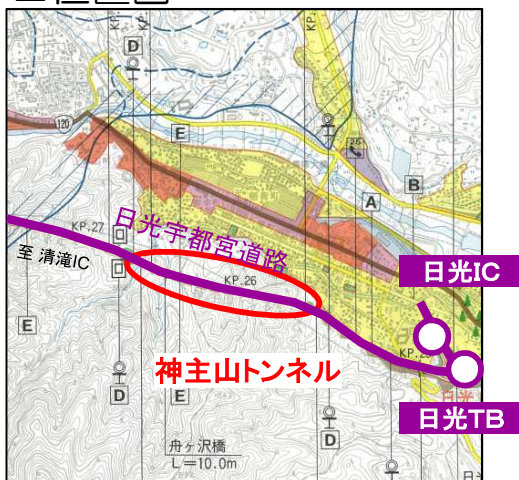 D
120
E
A
B
KP.27
日光宇都宮道路
至 清滝IC
KP.26
日光IC
E
神主山トンネル
D
E
D
日光TB
舟ヶ沢橋
L=10.0m